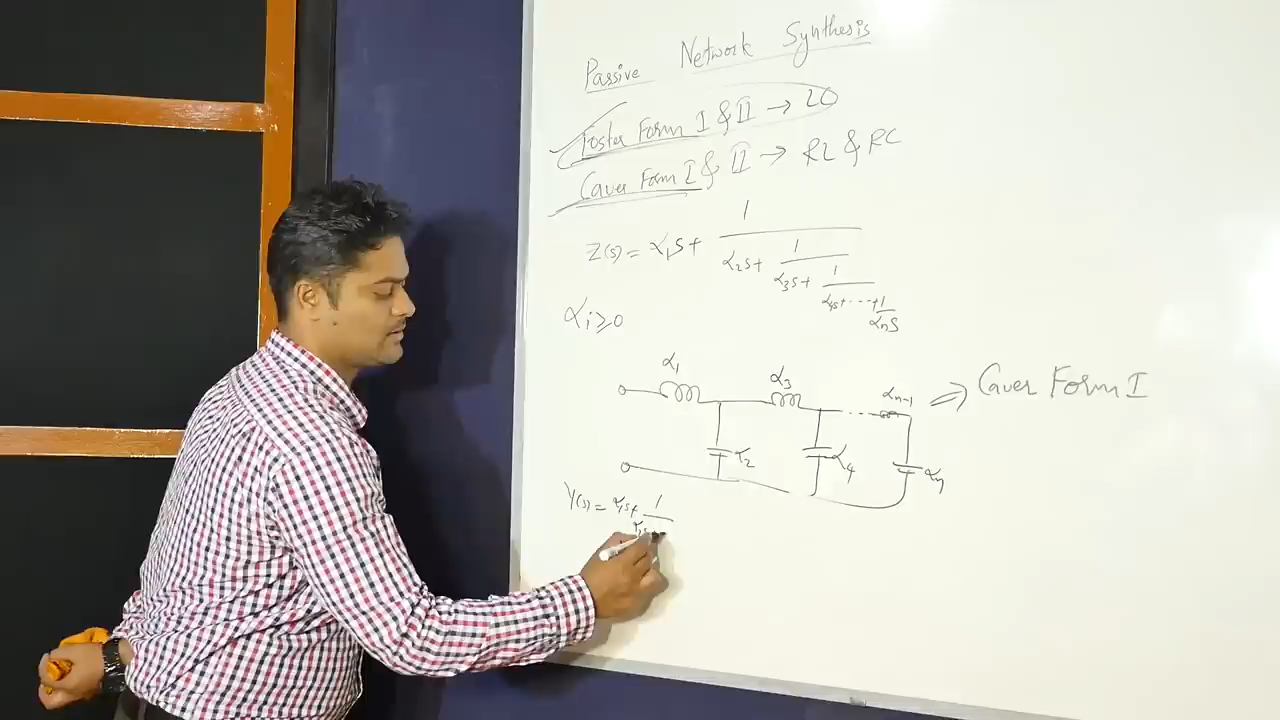 Passive Network Synthesis
Foster Form I & II → LC
Cauer Form I & II → RL & RC
Z(s) = α₁s + 1
α₂s + 1
α₃s + 1
α₄s + ... + 1
αₙs
αᵢ ≥ 0
α₁ α₃ αₙ₋₁ ⇒ Cauer Form I
α₂ α₄ αₙ
Y(s) = α₁s + 1